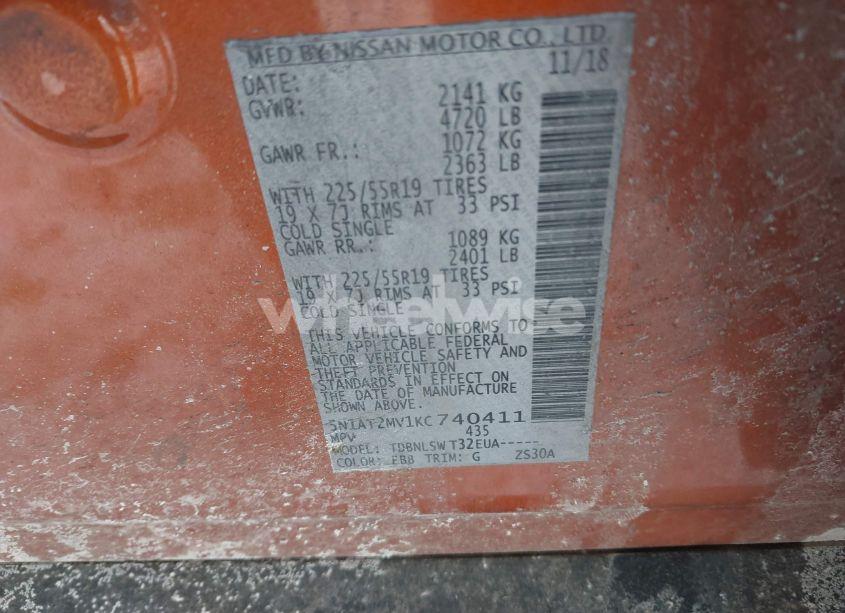 MFD BY NISSAN MOTOR CO., LTD
DATE: 11/18
GVWR: 2141 KG
4720 LB
GAWR FR.: 1072 KG
2363 LB
WITH 225/55R19 TIRES
19 X 7J RIMS AT 33 PSI
COLD SINGLE
GAWR RR.: 1089 KG
2401 LB
WITH 225/55R19 TIRES
19 X 7J RIMS AT 33 PSI
COLD SINGLE
wheelwise
THIS VEHICLE CONFORMS TO
ALL APPLICABLE FEDERAL
MOTOR VEHICLE SAFETY AND
THEFT PREVENTION
STANDARDS IN EFFECT ON
THE DATE OF MANUFACTURE
SHOWN ABOVE.
5N1AT2MV1KC740411
MPV 435
MODEL: TDBNLSW T32EUA-----
COLOR: EBB TRIM: G ZS30A